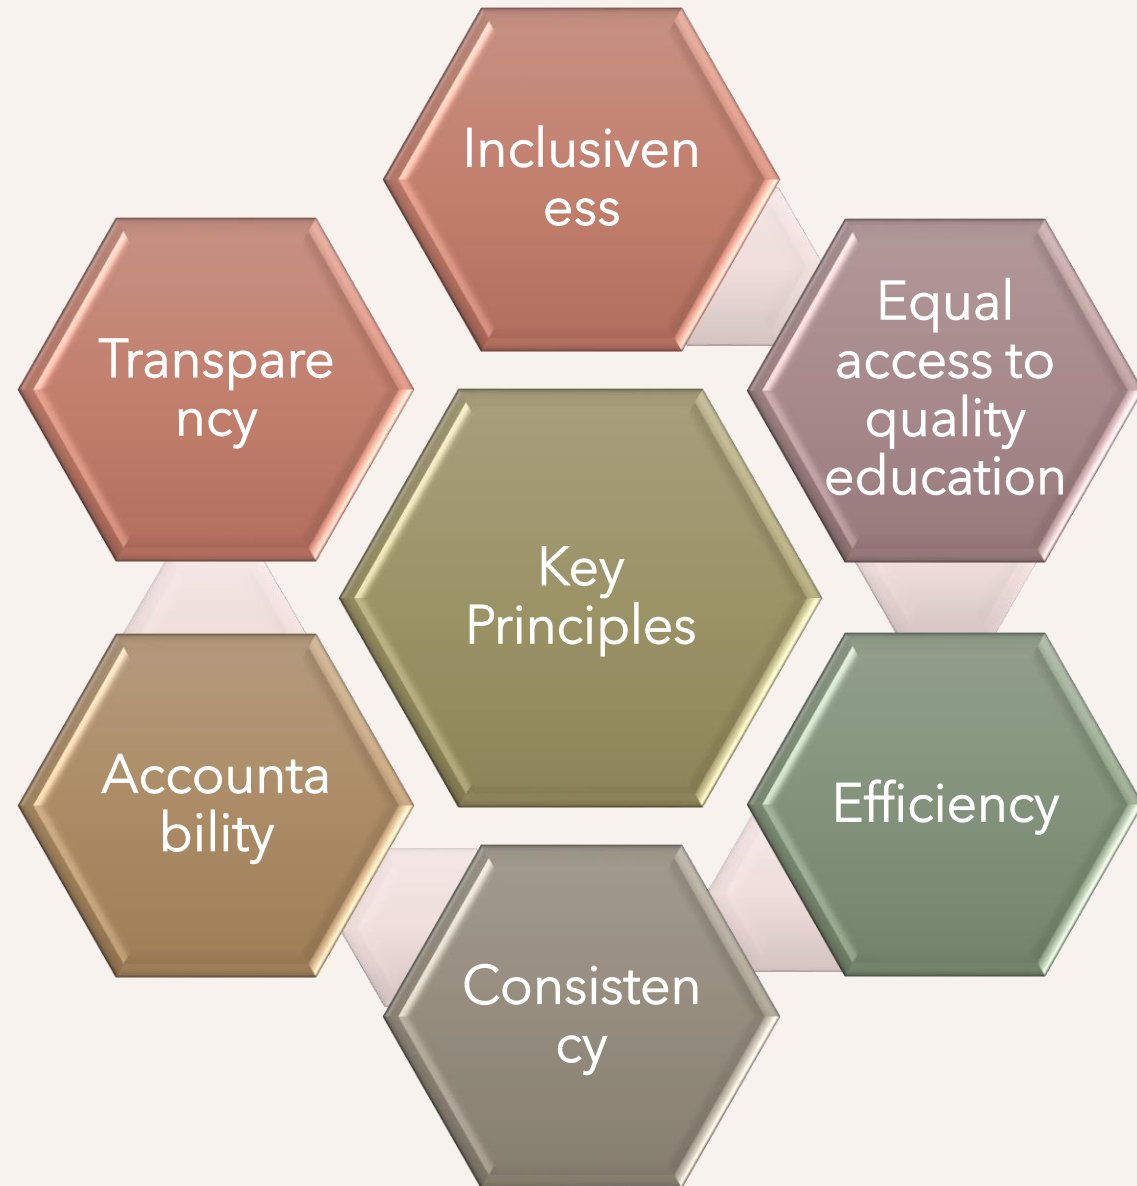 Inclusiven
ess
Equal
access to
quality
education
Transpare
ncy
Key
Principles
Accounta
bility
Efficiency
Consisten
cy